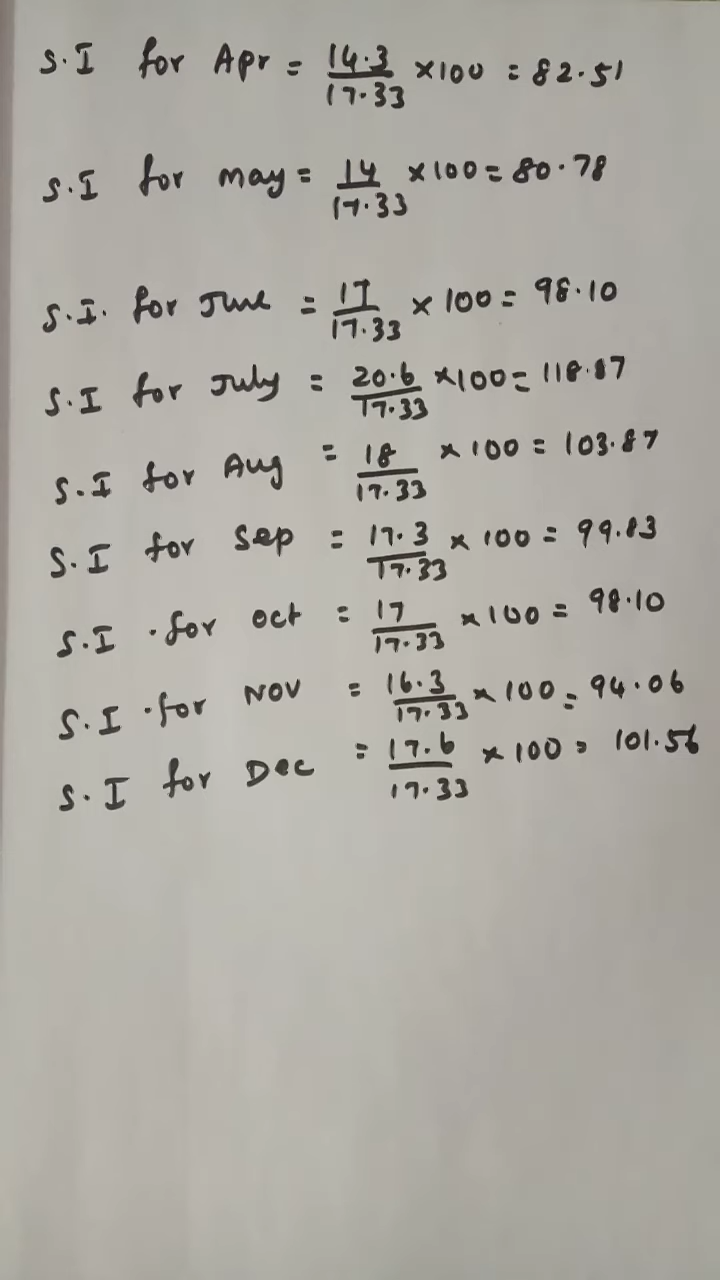 S.I for Apr = 14.3/17.33 ×100 = 82.51
S.I for may = 14/17.33 ×100 = 80.78
S.I. for June = 17/17.33 × 100 = 98.10
S.I for July = 20.6/17.33 ×100 = 118.87
S.I for Aug = 18/17.33 × 100 = 103.87
S.I for Sep = 17.3/17.33 × 100 = 99.83
S.I . for oct = 17/17.33 ×100 = 98.10
S.I . for NOV = 16.3/17.33 × 100 = 94.06
S.I for Dec = 17.6/17.33 × 100 = 101.56